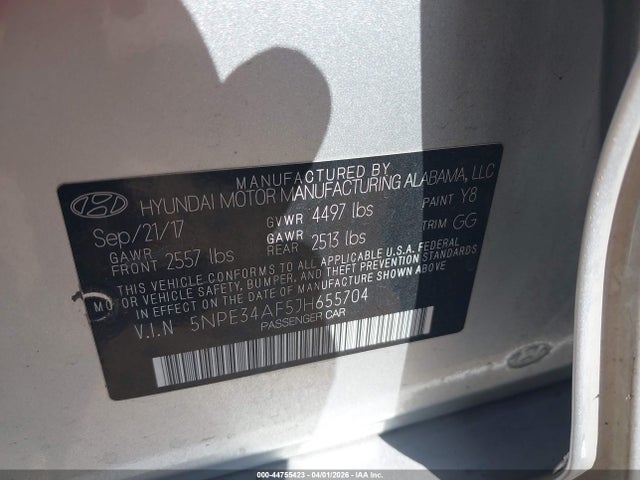 MANUFACTURED BY
HYUNDAI MOTOR MANUFACTURING ALABAMA, LLC
Sep/21/17 GVWR 4497 lbs PAINT Y8
GAWR FRONT 2557 lbs GAWR REAR 2513 lbs TRIM GG
THIS VEHICLE CONFORMS TO ALL APPLICABLE U.S.A. FEDERAL
MOTOR VEHICLE SAFETY, BUMPER, AND THEFT PREVENTION STANDARDS
IN EFFECT ON THE DATE OF MANUFACTURE SHOWN ABOVE
V.I.N 5NPE34AF5JH655704
PASSENGER CAR
000-44755423 - 04/01/2026 - COPYRIGHT IAA, INC.